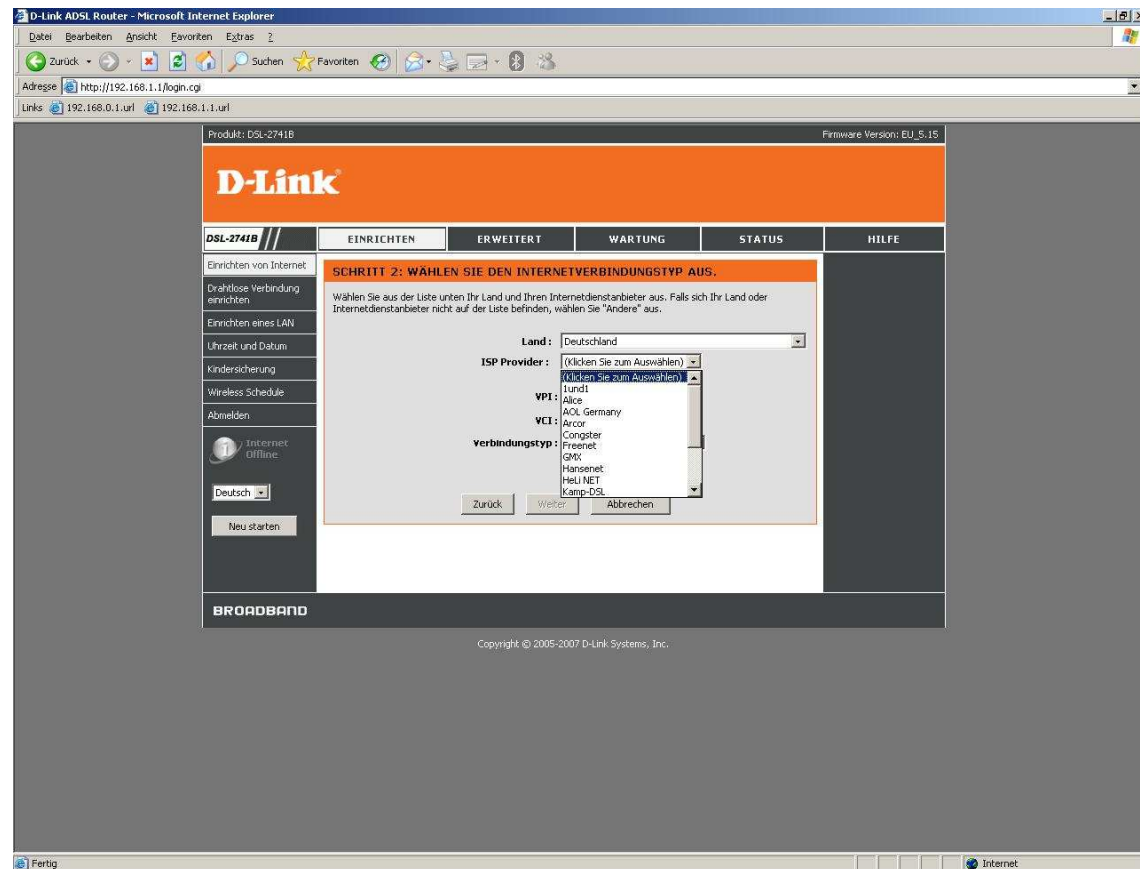 D-Link ADSL Router - Microsoft Internet Explorer
Datei Bearbeiten Ansicht Favoriten Extras ?
Zurück Suchen Favoriten
Adresse http://192.168.1.1/login.cgi
Links 192.168.0.1.url 192.168.1.1.url
Produkt: DSL-2741B Firmware Version: EU_5.15
D-Link
DSL-2741B EINRICHTEN ERWEITERT WARTUNG STATUS HILFE
Einrichten von Internet
Drahtlose Verbindung
einrichten
Einrichten eines LAN
Uhrzeit und Datum
Kindersicherung
Wireless Schedule
Abmelden
Internet
Offline
Deutsch
Neu starten
SCHRITT 2: WÄHLEN SIE DEN INTERNETVERBINDUNGSTYP AUS.
Wählen Sie aus der Liste unten Ihr Land und Ihren Internetdienstanbieter aus. Falls sich Ihr Land oder
Internetdienstanbieter nicht auf der Liste befinden, wählen Sie "Andere" aus.
Land : Deutschland
ISP Provider : (Klicken Sie zum Auswählen)
(Klicken Sie zum Auswählen)
1und1
VPI :
Alice
AOL Germany
VCI :
Arcor
Congster
Verbindungstyp :
Freenet
GMX
Hansenet
HeLi NET
Kamp-DSL
Zurück Weiter Abbrechen
BROADBAND
Copyright © 2005-2007 D-Link Systems, Inc.
Fertig Internet